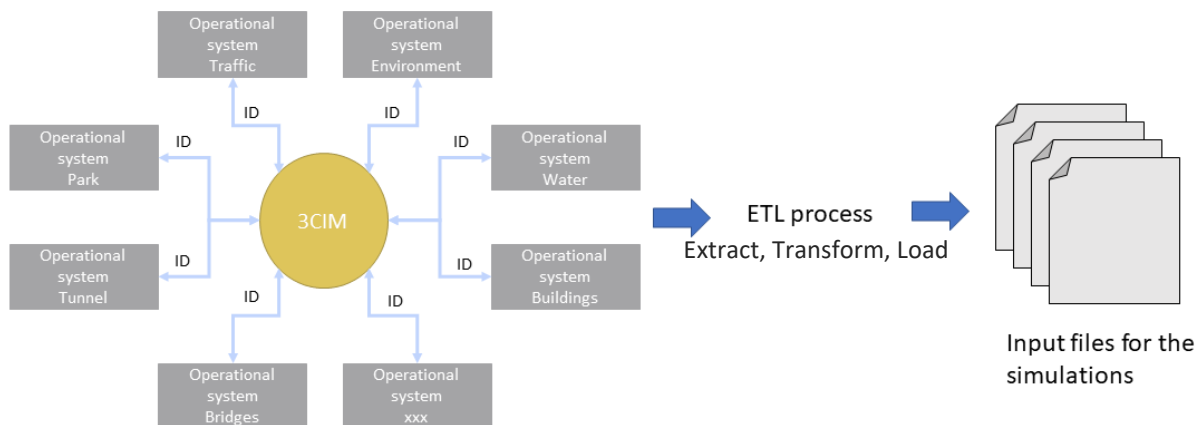 Operational
system
Traffic
Operational
system
Environment
ID
ID
Operational
system
Park
ID
ID
Operational
system
Water
3CIM
ETL process
Extract, Transform, Load
Operational
system
Tunnel
ID
ID
Operational
system
Buildings
ID
ID
Operational
system
Bridges
Operational
system
xxx
Input files for the
simulations